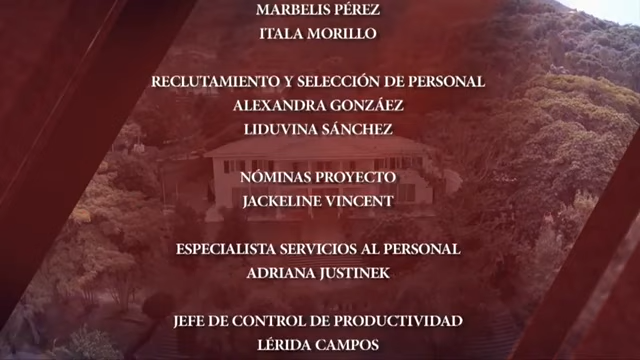 MARBELIS PÉREZ
ITALA MORILLO
RECLUTAMIENTO Y SELECCIÓN DE PERSONAL
ALEXANDRA GONZÁEZ
LIDUVINA SÁNCHEZ
NÓMINAS PROYECTO
JACKELINE VINCENT
ESPECIALISTA SERVICIOS AL PERSONAL
ADRIANA JUSTINEK
JEFE DE CONTROL DE PRODUCTIVIDAD
LÉRIDA CAMPOS